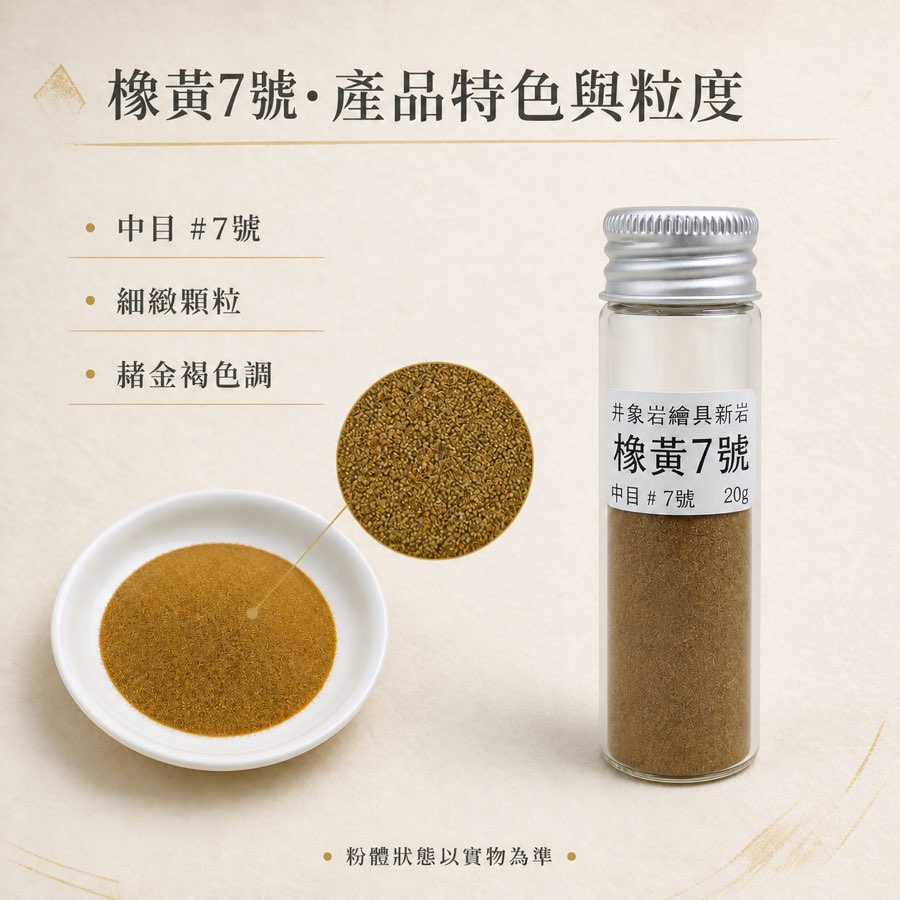 橡黃7號·產品特色與粒度
中目 #7號
細緻顆粒
赭金褐色調
井象岩繪具新岩
橡黃7號
中目 # 7號 20g
粉體狀態以實物為準